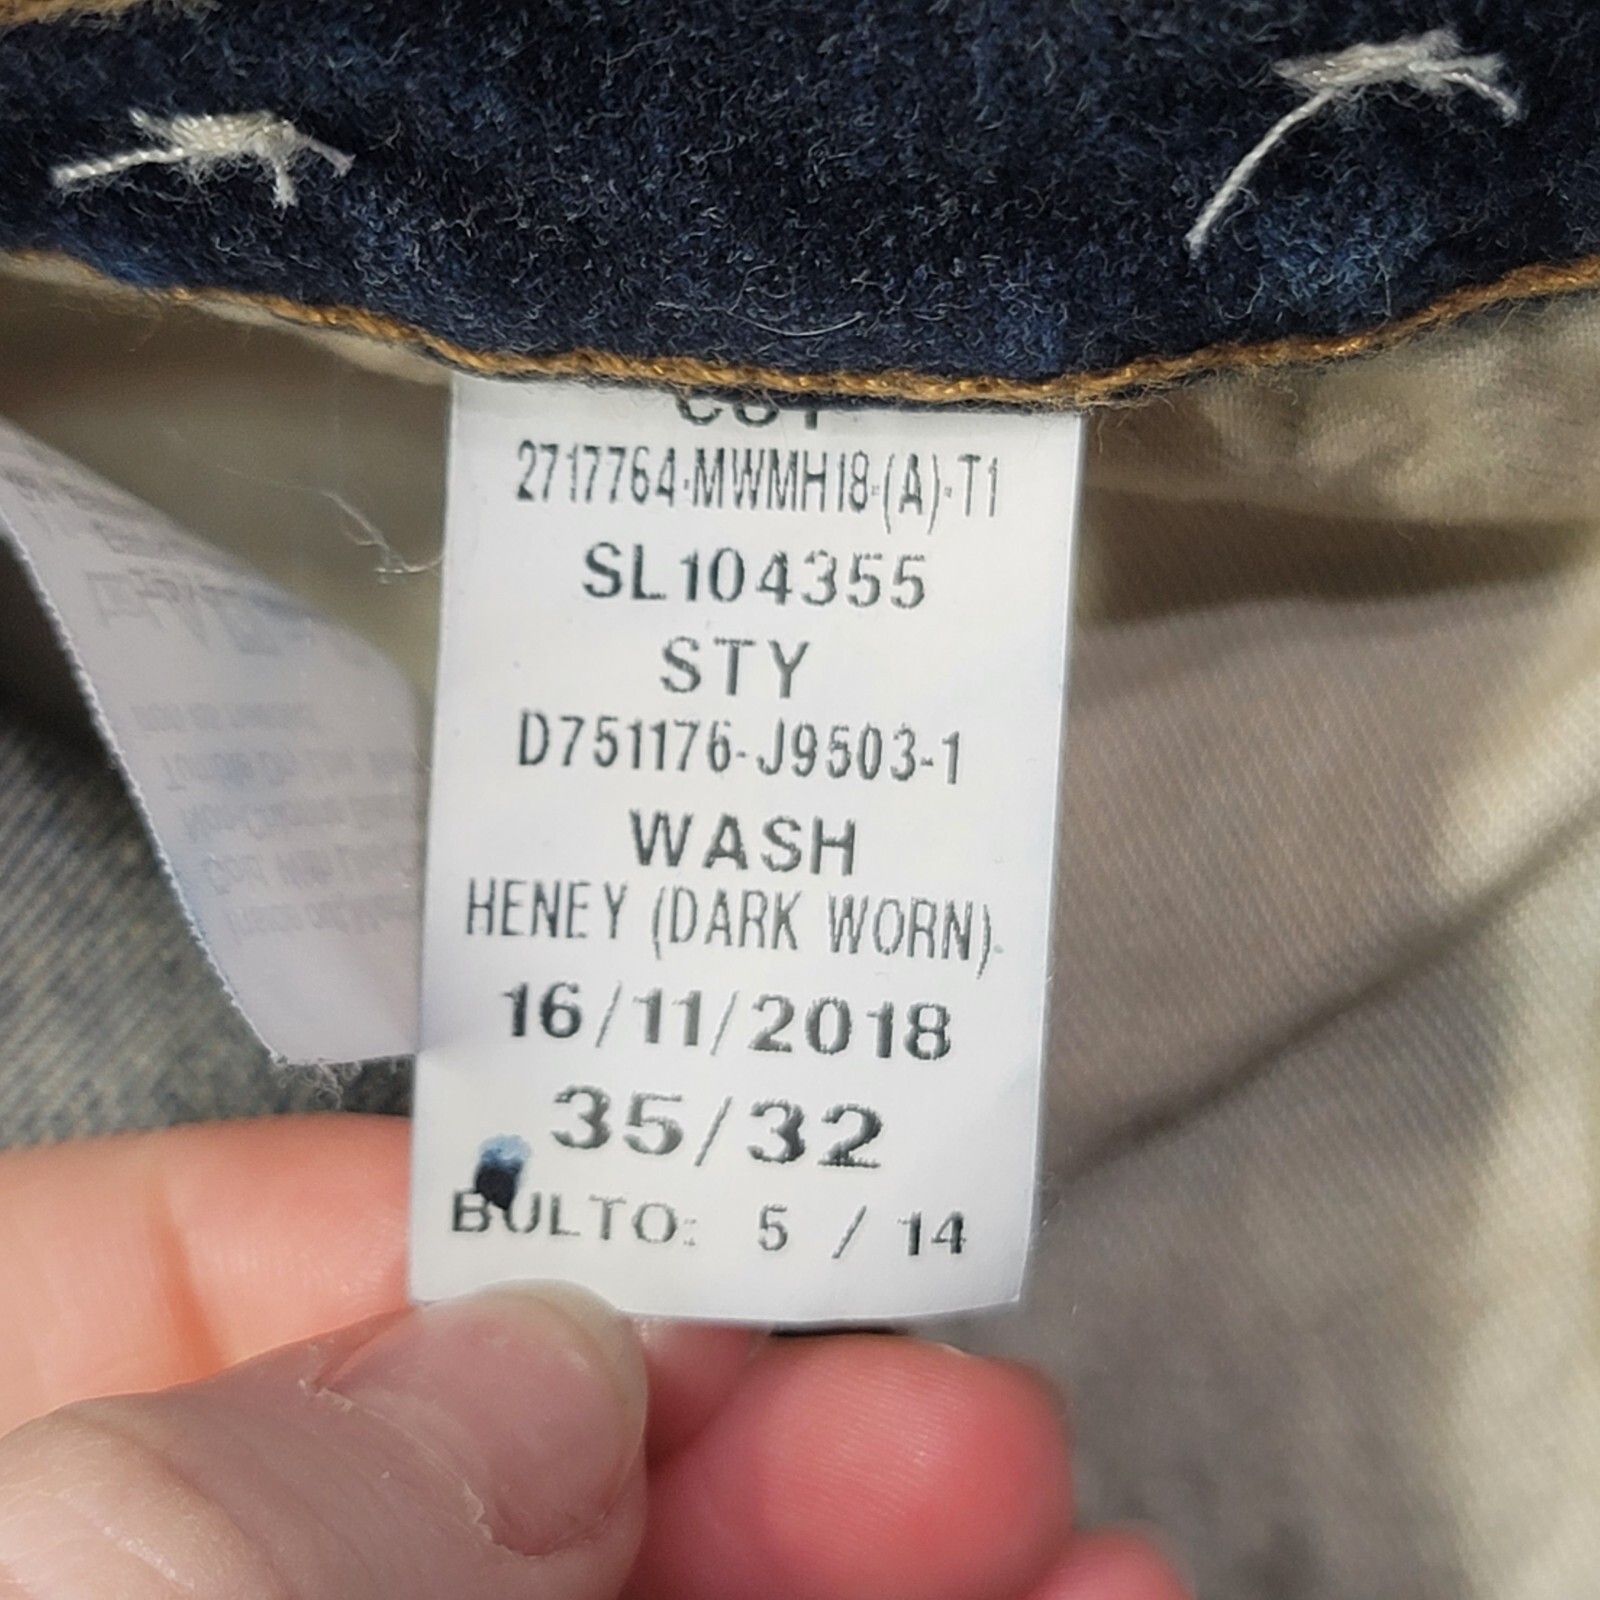 CUT
2717764-MWMH18-(A)-T1
SL104355
STY
D751176-J9503-1
WASH
HENEY (DARK WORN)
16/11/2018
35/32
BULTO: 5 / 14